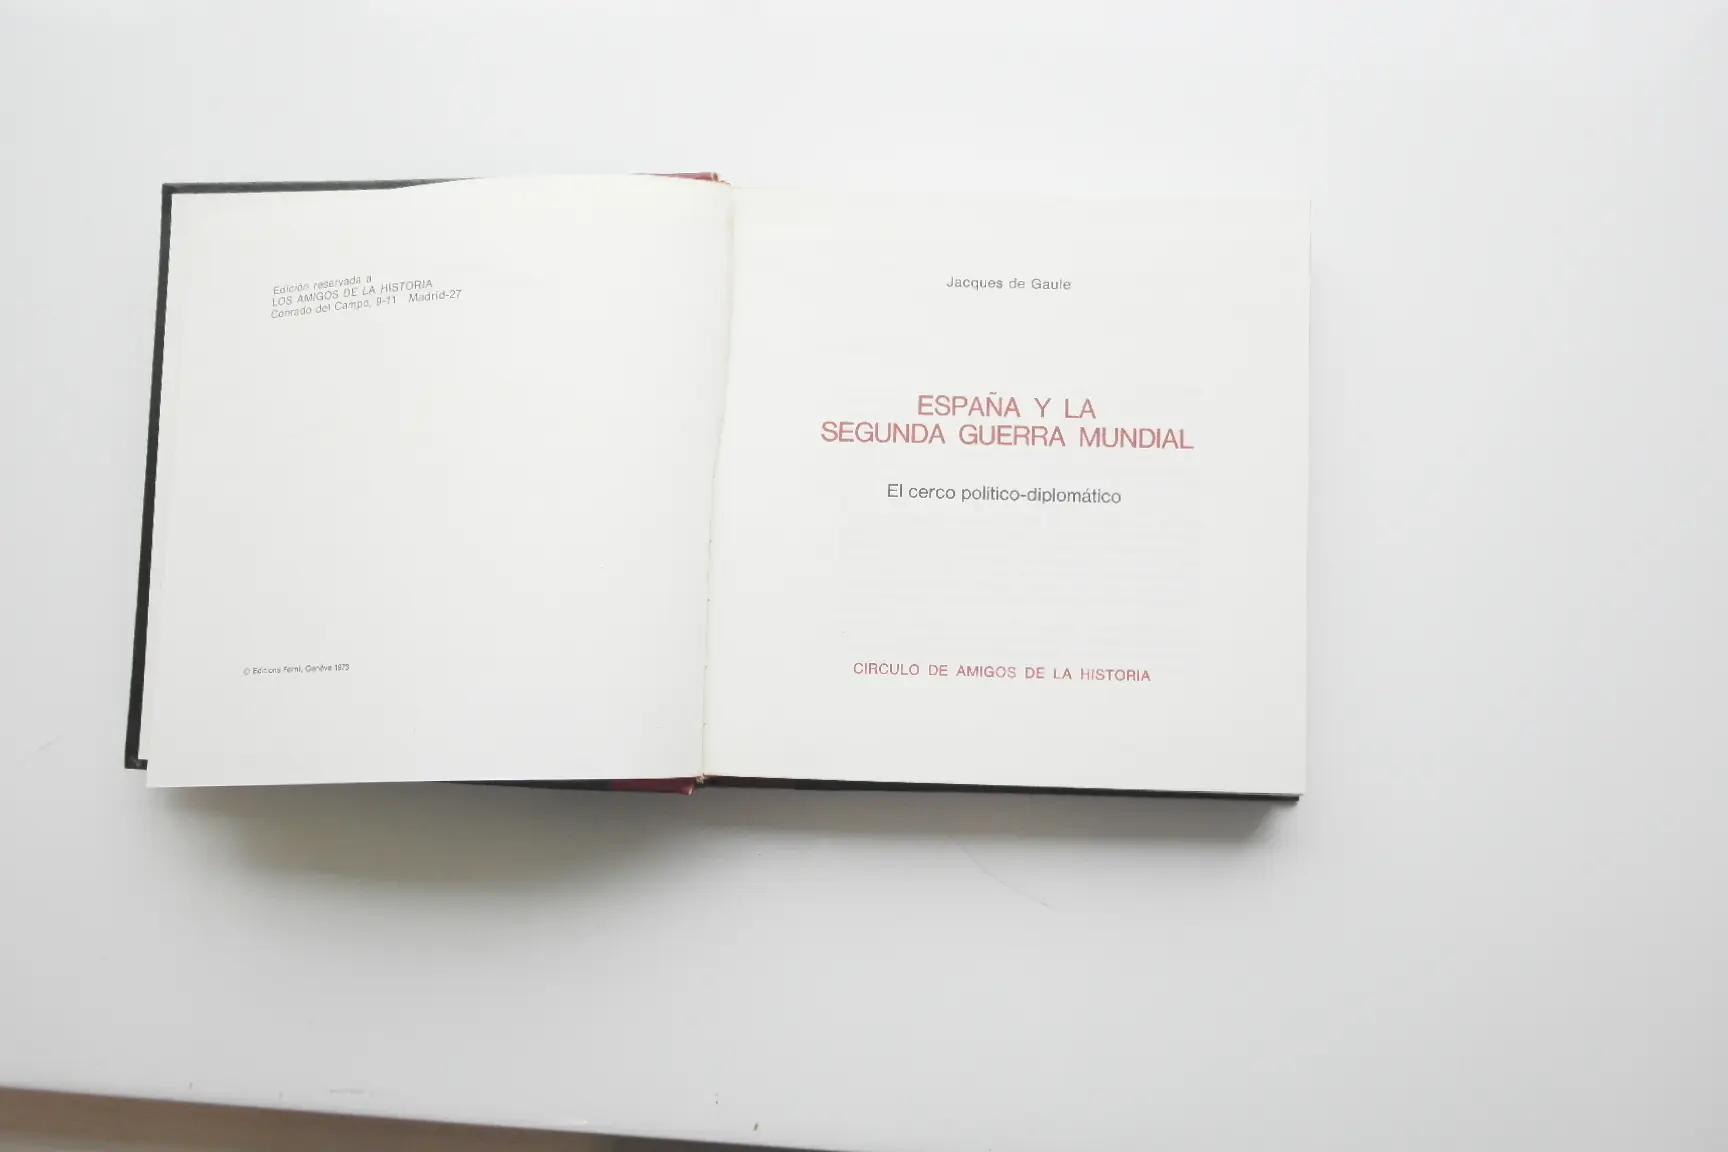 Edición reservada a
LOS AMIGOS DE LA HISTORIA
Conrado del Campo, 9-11 Madrid-27
© Editions Ferni, Genève 1973
Jacques de Gaule
ESPAÑA Y LA
SEGUNDA GUERRA MUNDIAL
El cerco político-diplomático
CIRCULO DE AMIGOS DE LA HISTORIA